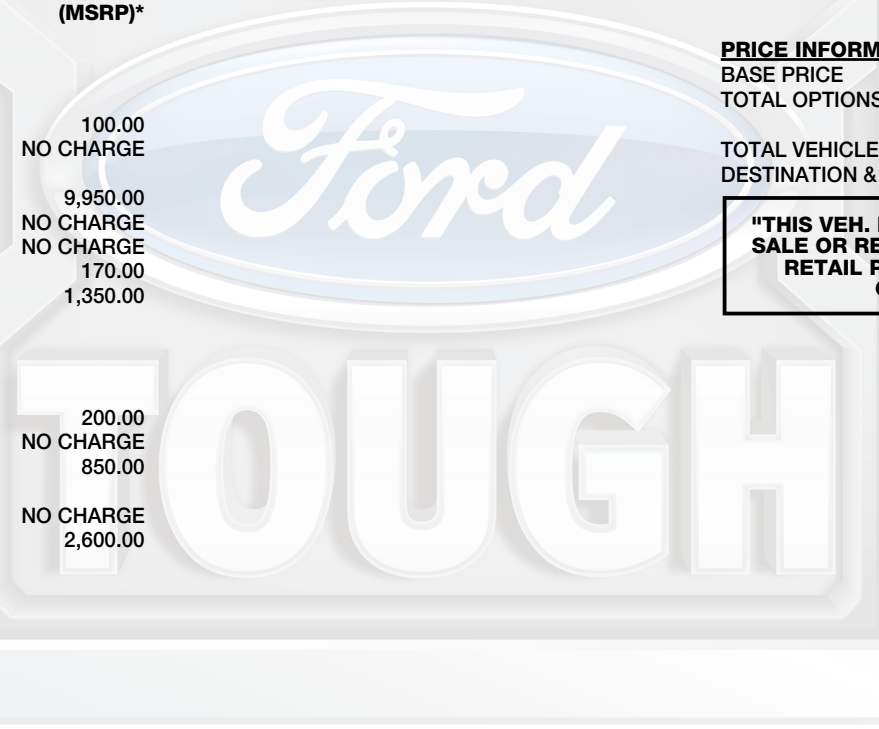 (MSRP)*
100.00
NO CHARGE
9,950.00
NO CHARGE
NO CHARGE
170.00
1,350.00
200.00
NO CHARGE
850.00
NO CHARGE
2,600.00
PRICE INFORM
BASE PRICE
TOTAL OPTIONS
TOTAL VEHICLE
DESTINATION &
"THIS VEH.
SALE OR RE
RETAIL P
Ford
TOUGH